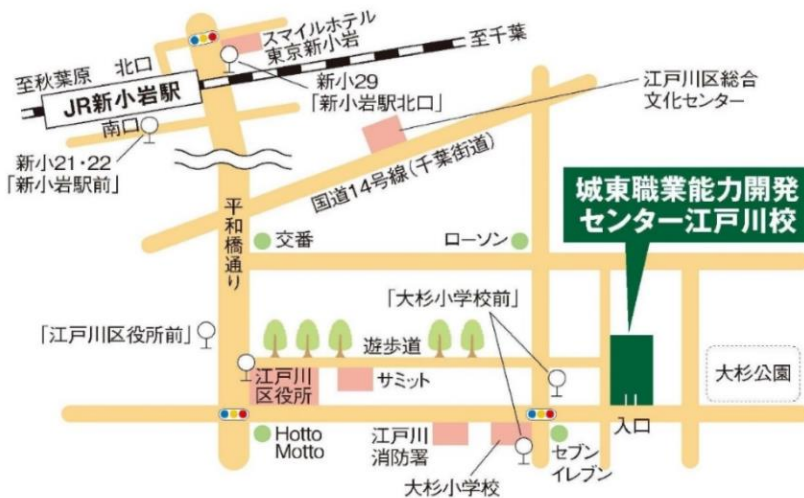 スマイルホテル
東京新小岩
至千葉
至秋葉原
北口
JR新小岩駅
新小29
「新小岩駅北口」
江戸川区総合
文化センター
南口
新小21・22
「新小岩駅前」
国道14号線(千葉街道)
城東職業能力開発
センター江戸川校
平和橋通り
交番
ローソン
「大杉小学校前」
「江戸川区役所前」
遊歩道
江戸川
区役所
サミット
大杉公園
Hotto
Motto
江戸川
消防署
大杉小学校
セブン
イレブン
入口